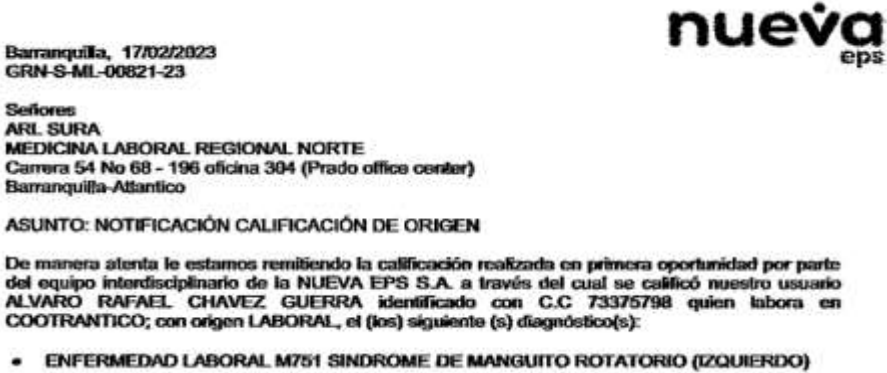 nueva
eps
Barranquilla, 17/02/2023
GRN-S-ML-00821-23
Señores
ARL SURA
MEDICINA LABORAL REGIONAL NORTE
Carrera 54 No 68 - 196 oficina 304 (Prado office center)
Barranquilla-Atlantico
ASUNTO: NOTIFICACIÓN CALIFICACIÓN DE ORIGEN
De manera atenta le estamos remitiendo la calificación realizada en primera oportunidad por parte
del equipo interdisciplinario de la NUEVA EPS S.A. a través del cual se calificó nuestro usuario
ALVARO RAFAEL CHAVEZ GUERRA identificado con C.C 73375798 quien labora en
COOTRANTICO; con origen LABORAL, el (los) siguiente (s) diagnóstico(s):
• ENFERMEDAD LABORAL M751 SINDROME DE MANGUITO ROTATORIO (IZQUIERDO)